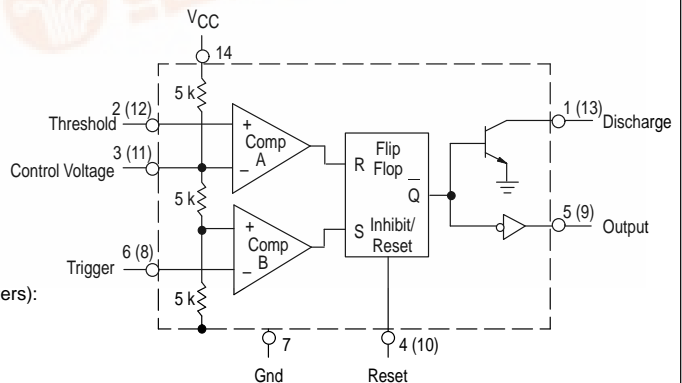 VCC
14
5 k
2 (12)
Threshold
+
Comp
A
–
3 (11)
Control Voltage
5 k
+
Comp
B
–
6 (8)
Trigger
5 k
ers):
Flip
Flop
R
Q
S
Inhibit/
Reset
1 (13)
Discharge
5 (9)
Output
7
Gnd
4 (10)
Reset